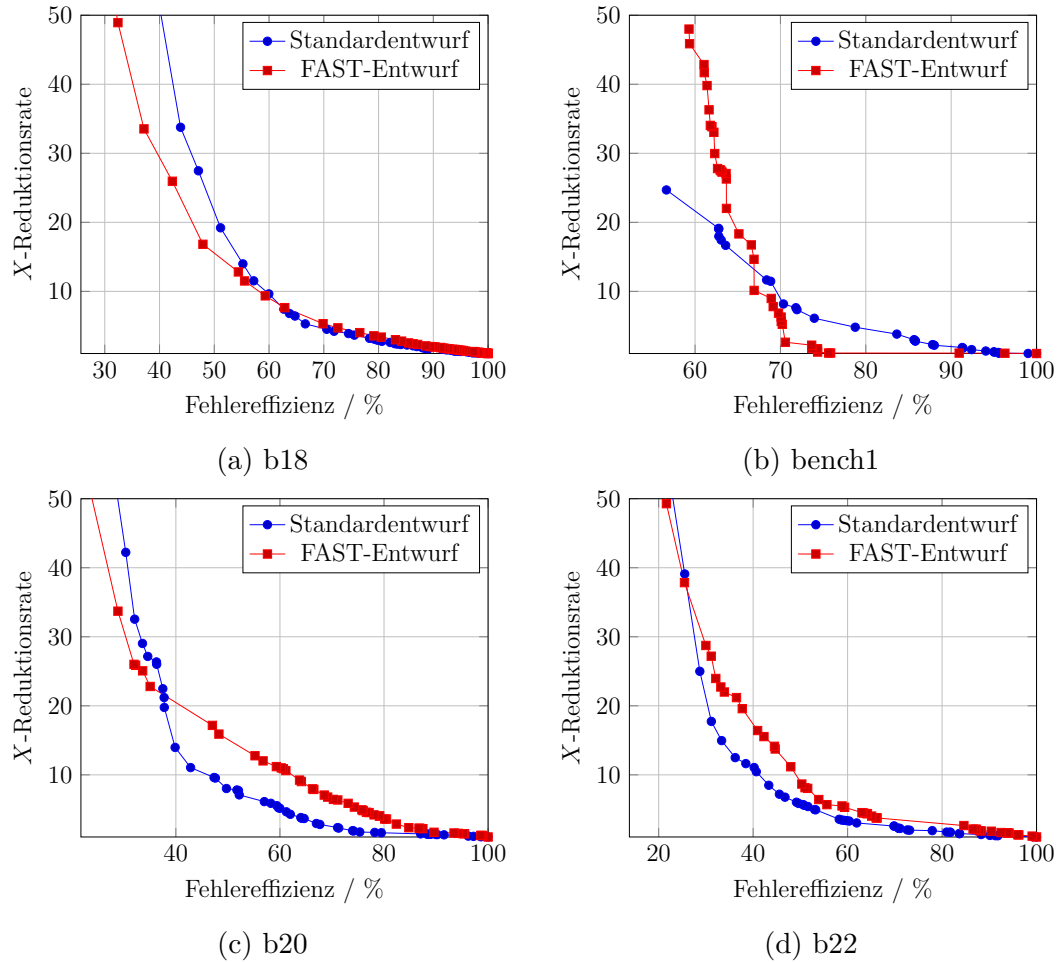 50
40
30
20
10
30 40 50 60 70 80 90 100
X-Reduktionsrate
Fehlereffizienz / %
Standardentwurf
FAST-Entwurf
(a) b18
50
40
30
20
10
60 70 80 90 100
X-Reduktionsrate
Fehlereffizienz / %
Standardentwurf
FAST-Entwurf
(b) bench1
50
40
30
20
10
40 60 80 100
X-Reduktionsrate
Fehlereffizienz / %
Standardentwurf
FAST-Entwurf
(c) b20
50
40
30
20
10
20 40 60 80 100
X-Reduktionsrate
Fehlereffizienz / %
Standardentwurf
FAST-Entwurf
(d) b22